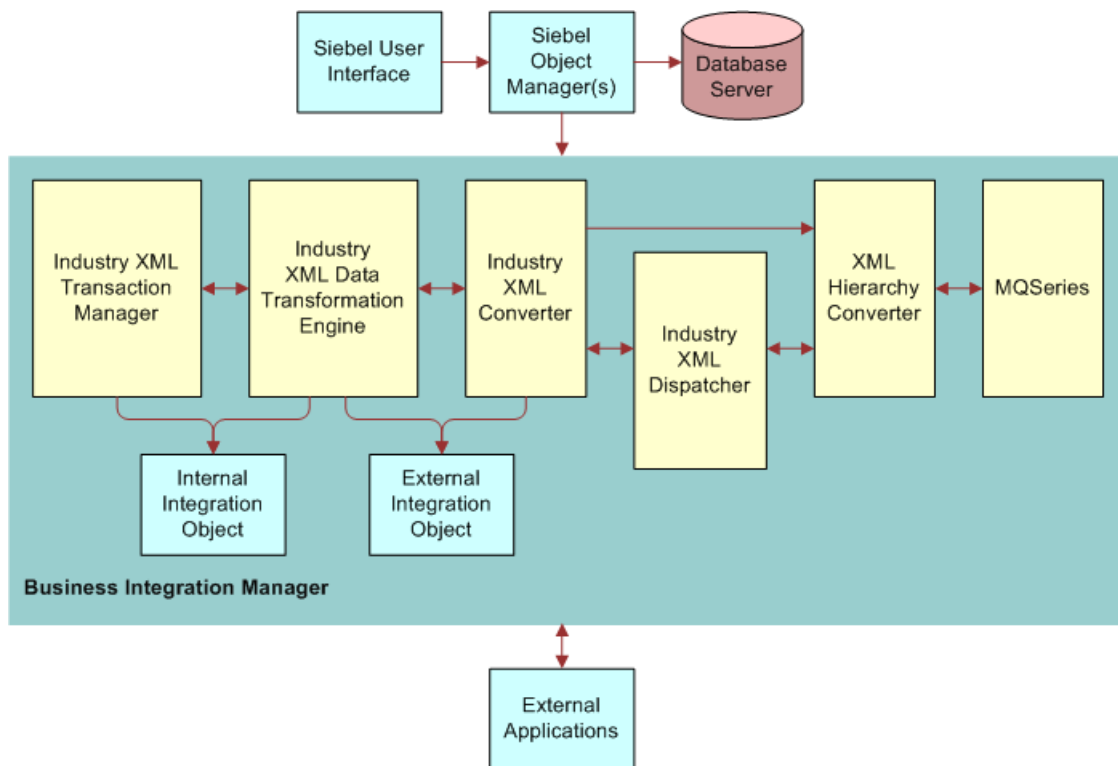 Siebel User
Interface
Siebel
Object
Manager(s)
Database
Server
Industry XML
Transaction
Manager
Industry
XML Data
Transformation
Engine
Industry
XML
Converter
Industry
XML
Dispatcher
XML
Hierarchy
Converter
MQSeries
Internal
Integration
Object
External
Integration
Object
Business Integration Manager
External
Applications